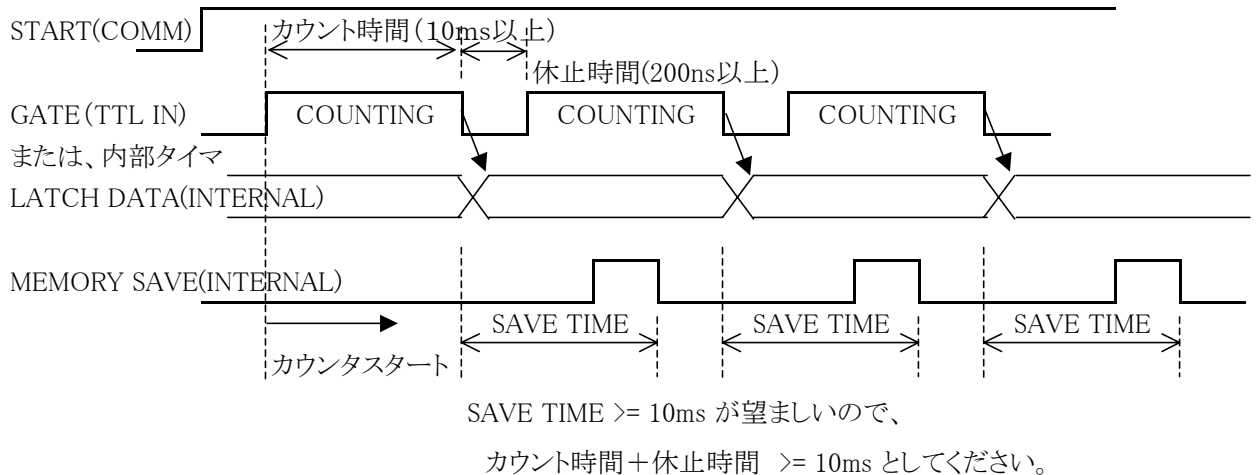 START(COMM)
カウント時間(10ms以上)
休止時間(200ns以上)
GATE(TTL IN)
COUNTING
COUNTING
COUNTING
または、内部タイマ
LATCH DATA(INTERNAL)
MEMORY SAVE(INTERNAL)
SAVE TIME
SAVE TIME
SAVE TIME
カウンタスタート
SAVE TIME >= 10ms が望ましいので、
カウント時間＋休止時間 >= 10ms としてください。